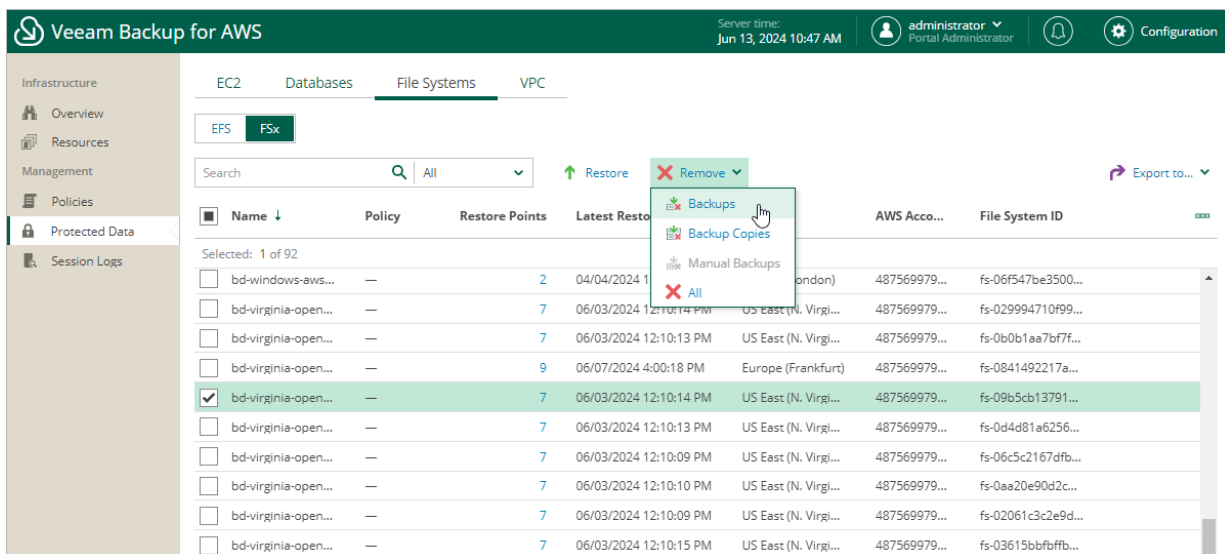 Veeam Backup for AWS
Server time:
Jun 13, 2024 10:47 AM
administrator
Portal Administrator
Configuration
Infrastructure
Overview
Resources
Management
Policies
Protected Data
Session Logs
EC2 Databases File Systems VPC
EFS FSx
Search All Restore Remove Export to...
Backups
Backup Copies
Manual Backups
All
Name Policy Restore Points Latest Resto AWS Acco... File System ID
Selected: 1 of 92
bd-windows-aws... — 2 04/04/2024 1 ondon) 487569979... fs-06f547be3500...
bd-virginia-open... — 7 06/03/2024 12:10:14 PM US East (N. Virgi... 487569979... fs-029994710f99...
bd-virginia-open... — 7 06/03/2024 12:10:13 PM US East (N. Virgi... 487569979... fs-0b0b1aa7bf7f...
bd-virginia-open... — 9 06/07/2024 4:00:18 PM Europe (Frankfurt) 487569979... fs-0841492217a...
bd-virginia-open... — 7 06/03/2024 12:10:14 PM US East (N. Virgi... 487569979... fs-09b5cb13791...
bd-virginia-open... — 7 06/03/2024 12:10:13 PM US East (N. Virgi... 487569979... fs-0d4d81a6256...
bd-virginia-open... — 7 06/03/2024 12:10:09 PM US East (N. Virgi... 487569979... fs-06c5c2167dfb...
bd-virginia-open... — 7 06/03/2024 12:10:10 PM US East (N. Virgi... 487569979... fs-0aa20e90d2c...
bd-virginia-open... — 7 06/03/2024 12:10:09 PM US East (N. Virgi... 487569979... fs-02061c3c2e9d...
bd-virginia-open... — 7 06/03/2024 12:10:15 PM US East (N. Virgi... 487569979... fs-03615bbfbffb...